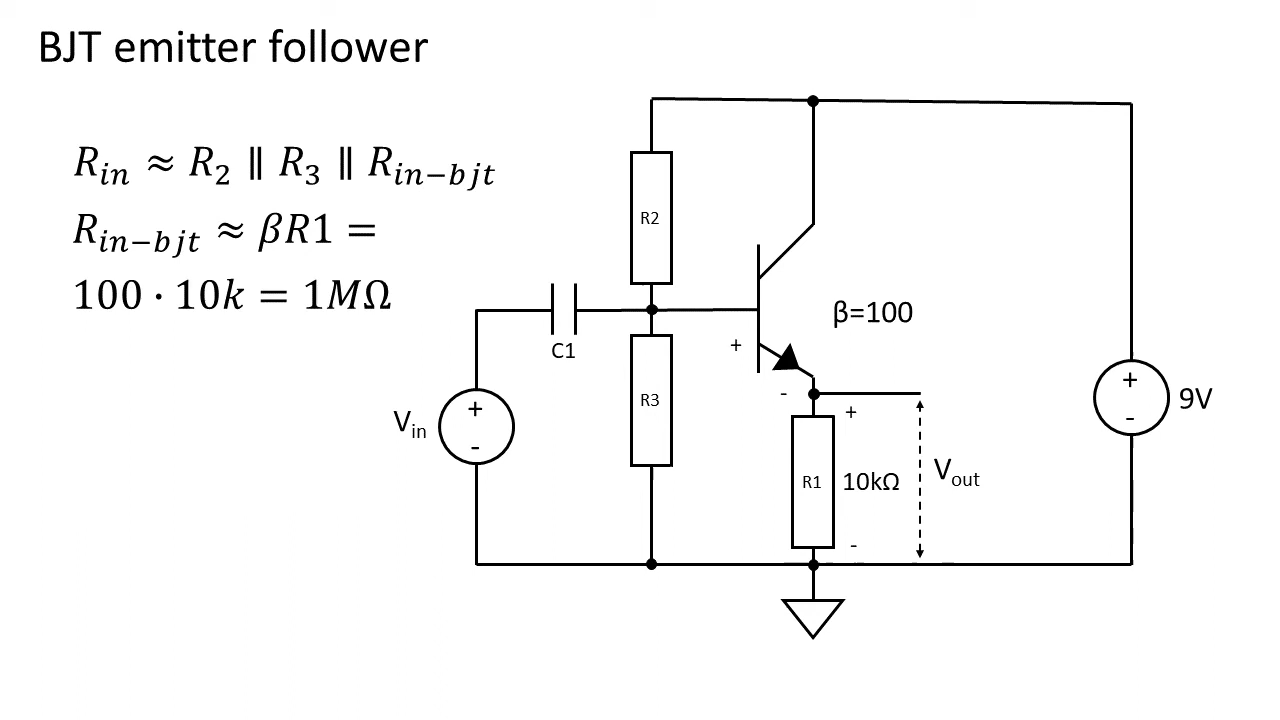 BJT emitter follower
R_in ≈ R_2 ∥ R_3 ∥ R_in−bjt
R_in−bjt ≈ βR1 =
100 · 10k = 1MΩ
R2
β=100
+
C1
R3
-
+
V_in
+
-
+
-
9V
R1
10kΩ
V_out
-